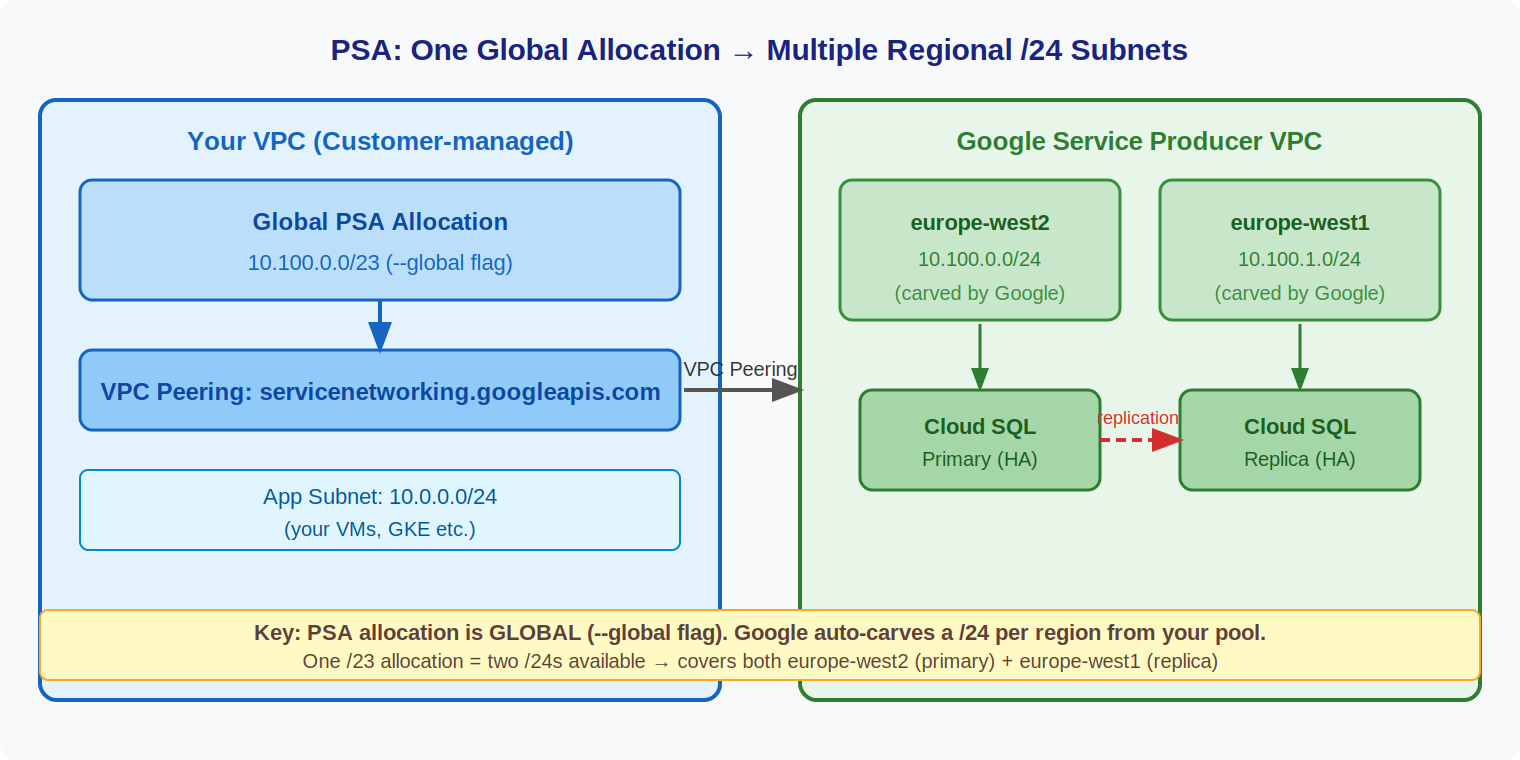 PSA: One Global Allocation → Multiple Regional /24 Subnets
Your VPC (Customer-managed)
Global PSA Allocation
10.100.0.0/23 (--global flag)
VPC Peering: servicenetworking.googleapis.com
App Subnet: 10.0.0.0/24
(your VMs, GKE etc.)
VPC Peering
Google Service Producer VPC
europe-west2
10.100.0.0/24
(carved by Google)
europe-west1
10.100.1.0/24
(carved by Google)
Cloud SQL
Primary (HA)
replication
Cloud SQL
Replica (HA)
Key: PSA allocation is GLOBAL (--global flag). Google auto-carves a /24 per region from your pool.
One /23 allocation = two /24s available → covers both europe-west2 (primary) + europe-west1 (replica)